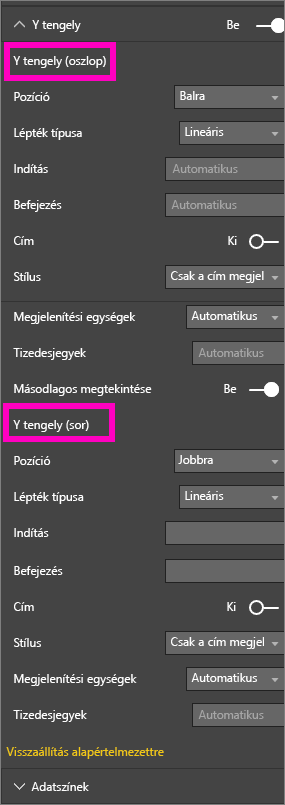 Y tengely Be
Y tengely (oszlop)
Pozíció Balra
Lépték típusa Lineáris
Indítás Automatikus
Befejezés Automatikus
Cím Ki
Stílus Csak a cím megjel
Megjelenítési egységek Automatikus
Tizedesjegyek Automatikus
Másodlagos megtekintése Be
Y tengely (sor)
Pozíció Jobbra
Lépték típusa Lineáris
Indítás
Befejezés
Cím Ki
Stílus Csak a cím megjel
Megjelenítési egységek Automatikus
Tizedesjegyek Automatikus
Visszaállítás alapértelmezettre
Adatszínek